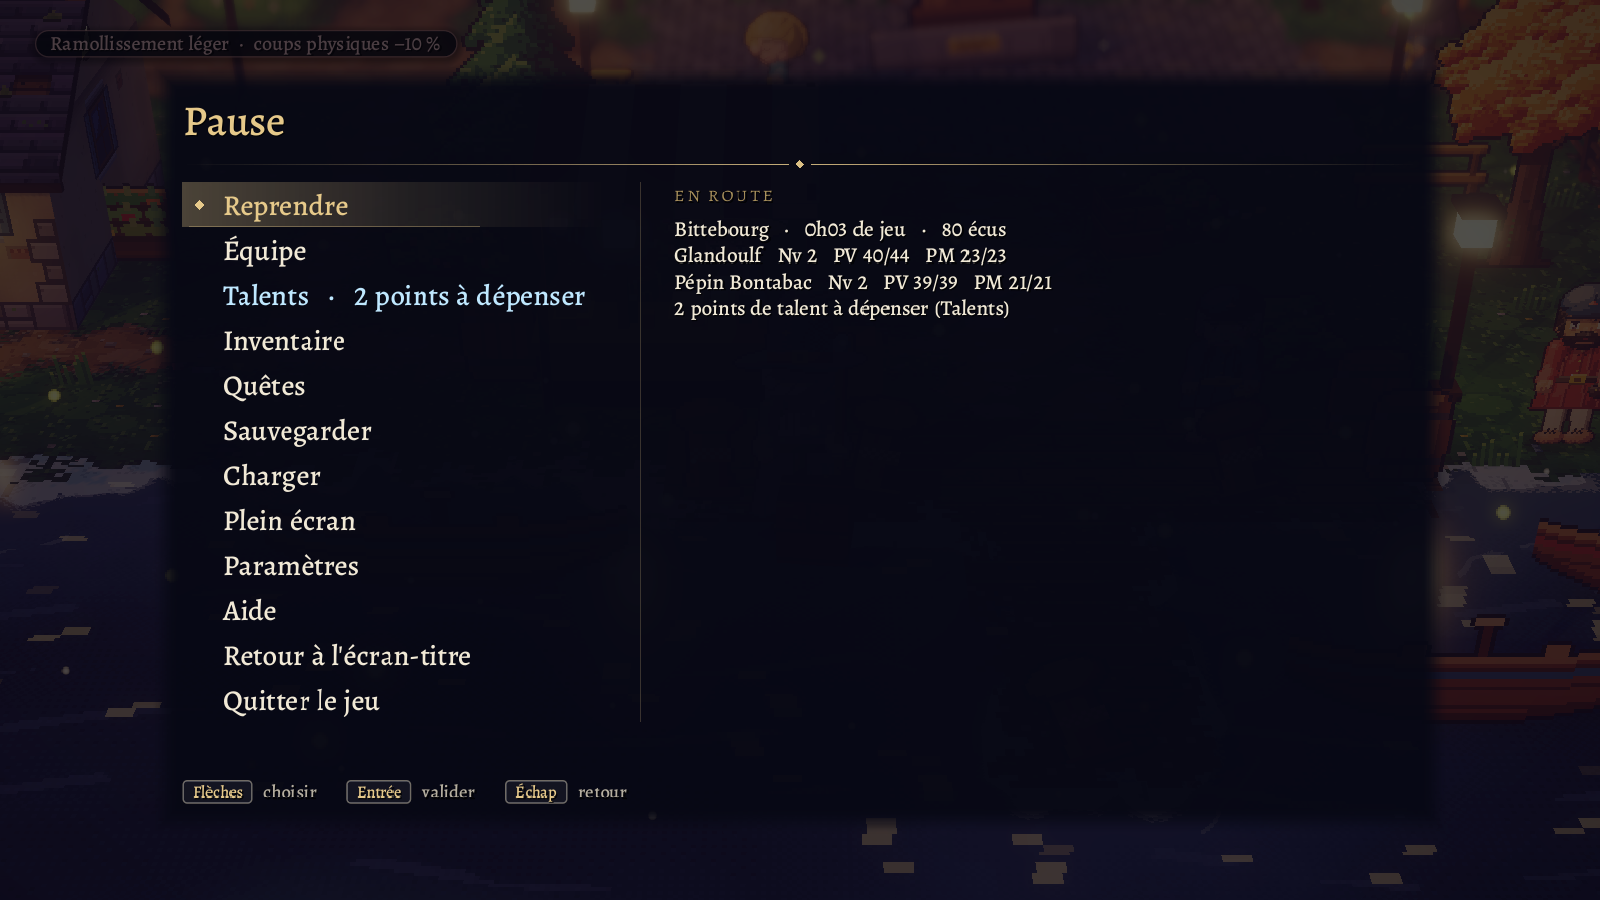 Ramollissement léger · coups physiques –10 %
Pause
Reprendre
Équipe
Talents · 2 points à dépenser
Inventaire
Quêtes
Sauvegarder
Charger
Plein écran
Paramètres
Aide
Retour à l'écran-titre
Quitter le jeu
EN ROUTE
Bittebourg · 0h03 de jeu · 80 écus
Glandoulf Nv 2 PV 40/44 PM 23/23
Pépin Bontabac Nv 2 PV 39/39 PM 21/21
2 points de talent à dépenser (Talents)
Flèches choisir Entrée valider Échap retour